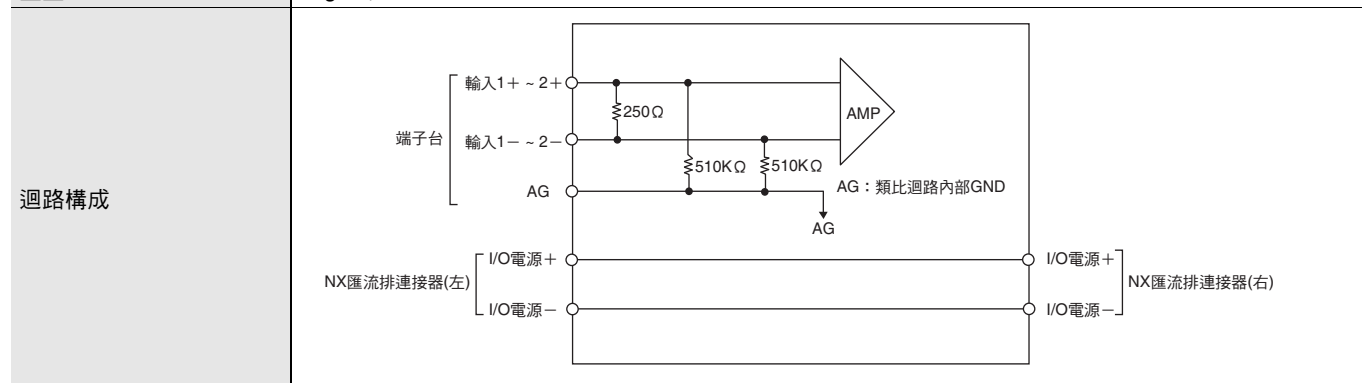 迴路構成
輸入1＋ ~ 2＋
250Ω
AMP
端子台
輸入1－ ~ 2－
510KΩ
510KΩ
AG
AG：類比迴路內部GND
AG
I/O電源＋
I/O電源＋
NX匯流排連接器(左)
NX匯流排連接器(右)
I/O電源－
I/O電源－